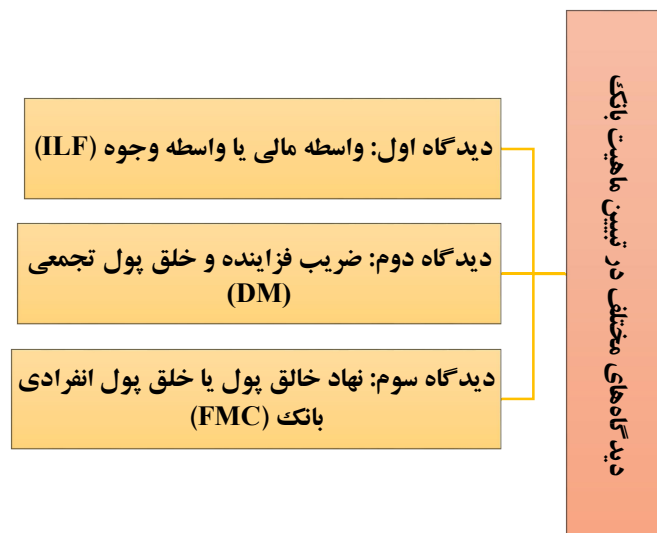 دیدگاه‌های مختلف در تبیین ماهیت بانک
دیدگاه اول: واسطه مالی یا واسطه وجوه (ILF)
دیدگاه دوم: ضریب فزاینده و خلق پول تجمعی
(DM)
دیدگاه سوم: نهاد خالق پول یا خلق پول انفرادی
بانک (FMC)